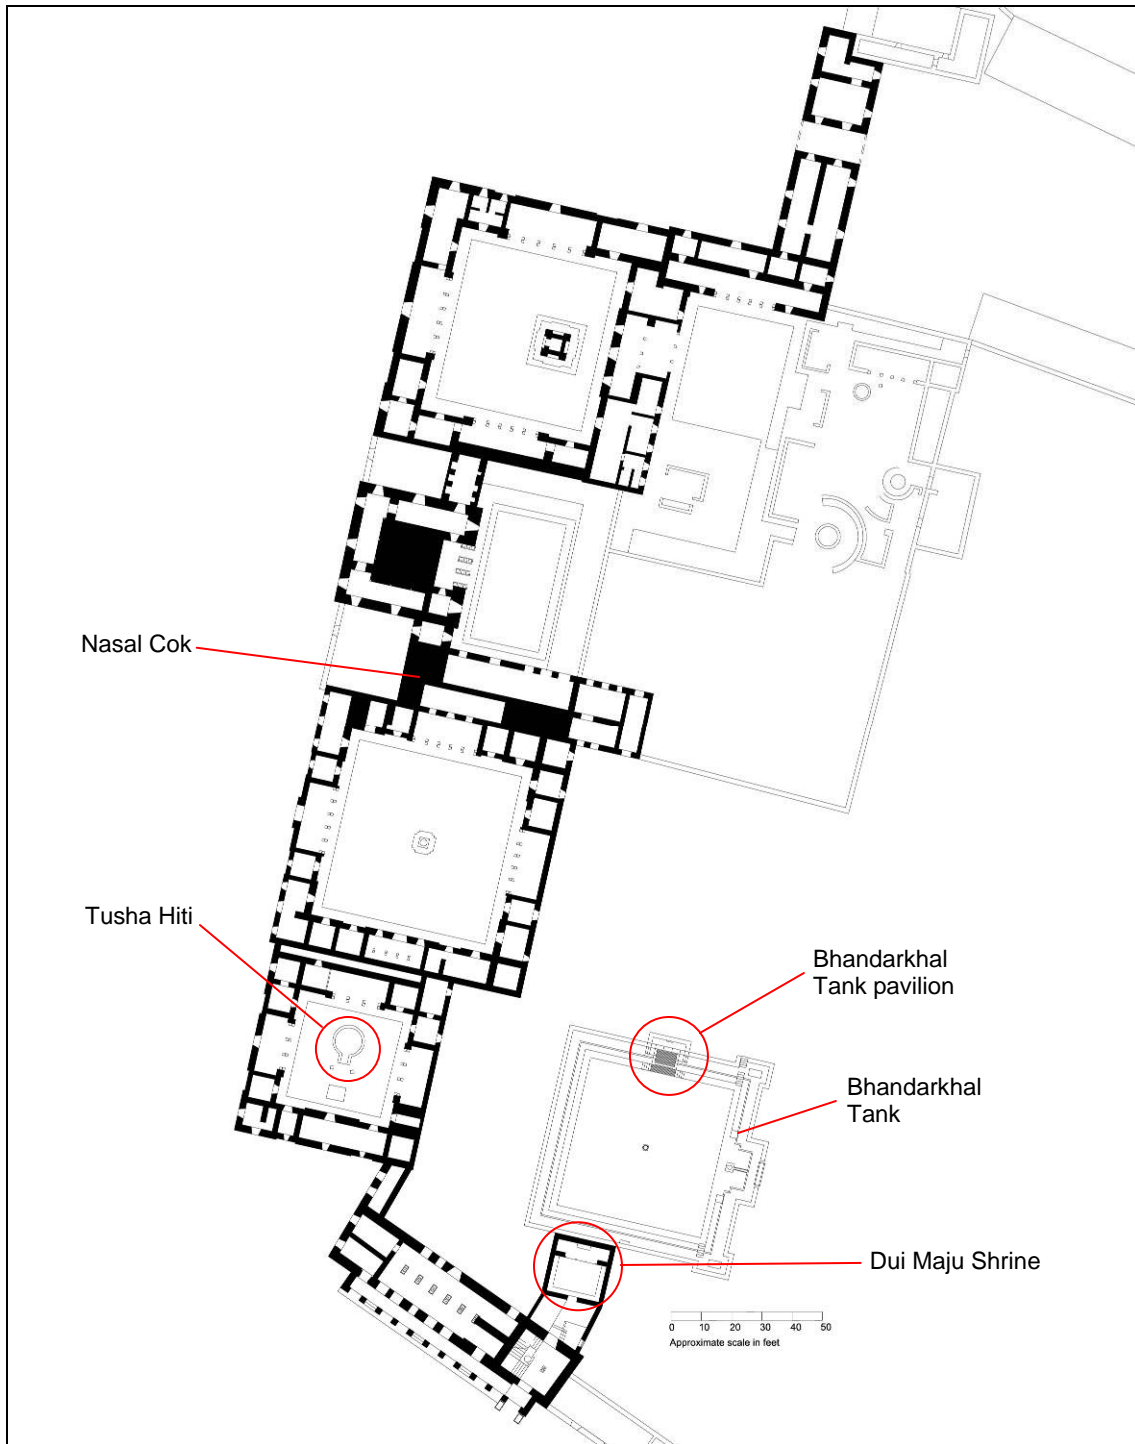 Nasal Cok
Tusha Hiti
Bhandarkhal
Tank pavilion
Bhandarkhal
Tank
Dui Maju Shrine
0 10 20 30 40 50
Approximate scale in feet